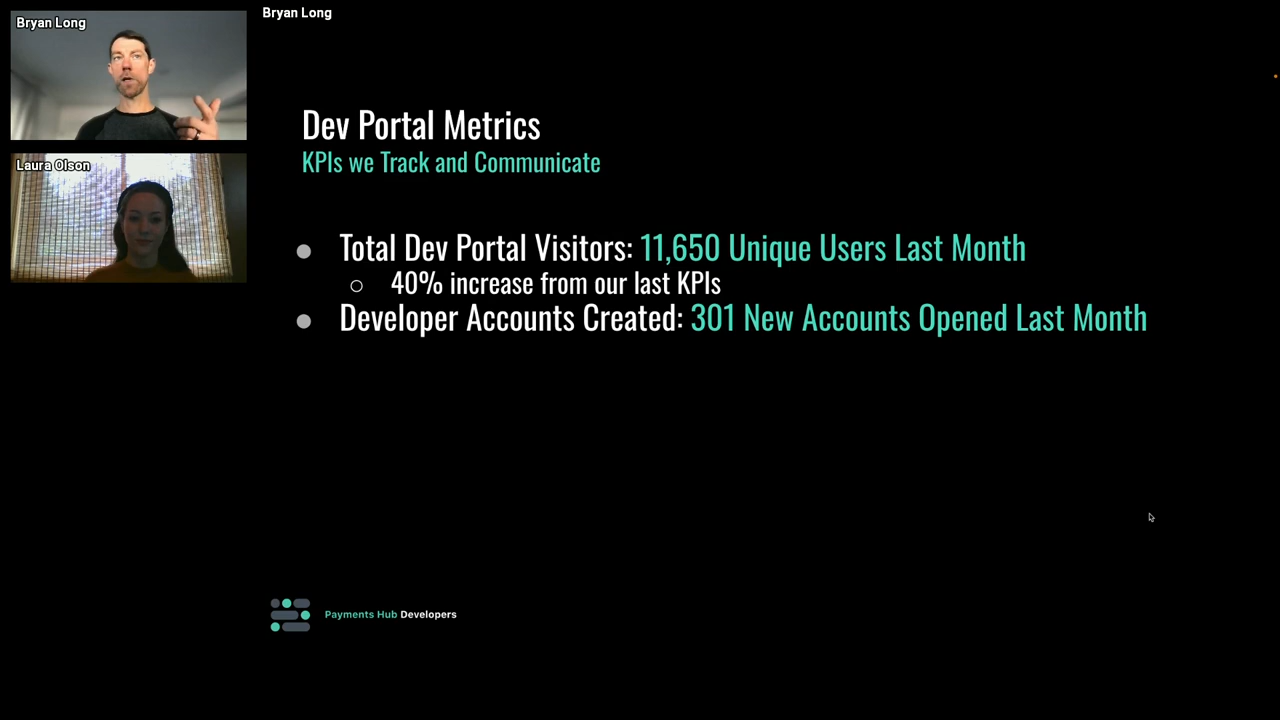 Bryan Long
Bryan Long
Laura Olson
Dev Portal Metrics
KPIs we Track and Communicate
● Total Dev Portal Visitors: 11,650 Unique Users Last Month
○ 40% increase from our last KPIs
● Developer Accounts Created: 301 New Accounts Opened Last Month
Payments Hub Developers